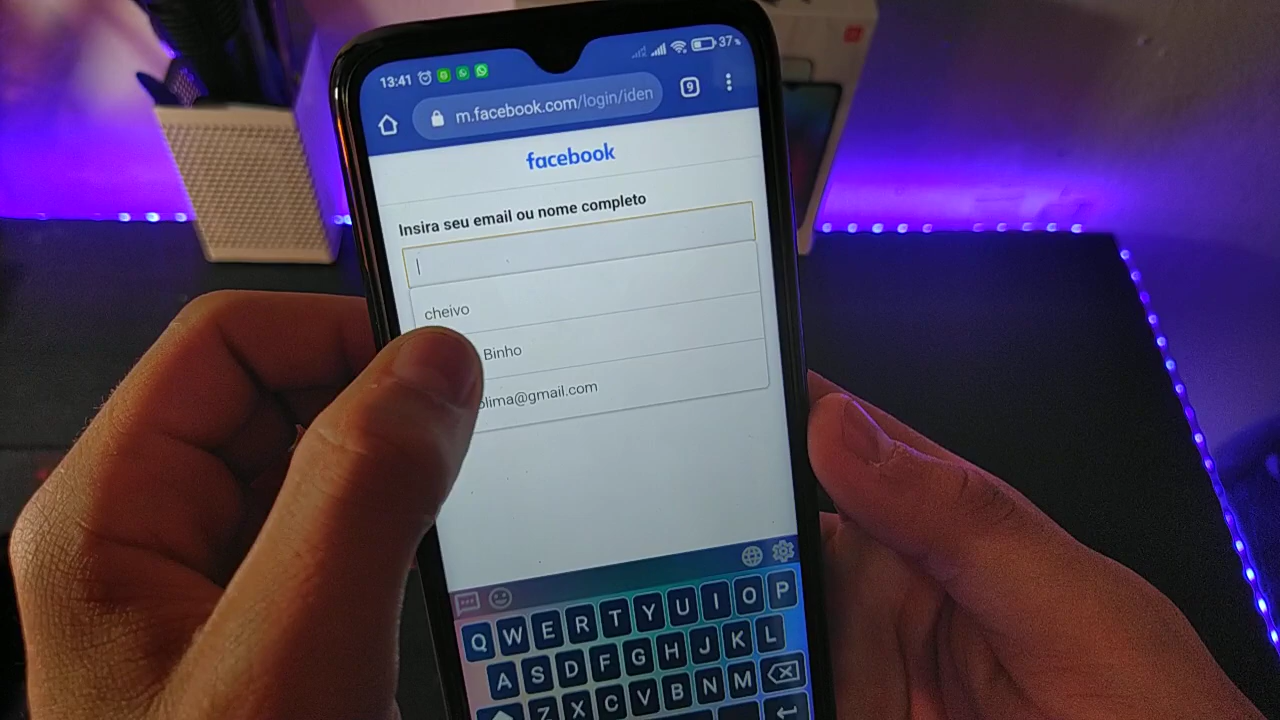 13:41 37%
m.facebook.com/login/iden
9
facebook
Insira seu email ou nome completo
cheivo
Binho
olima@gmail.com
Q W E R T Y U I O P
A S D F G H J K L
Z X C V B N M